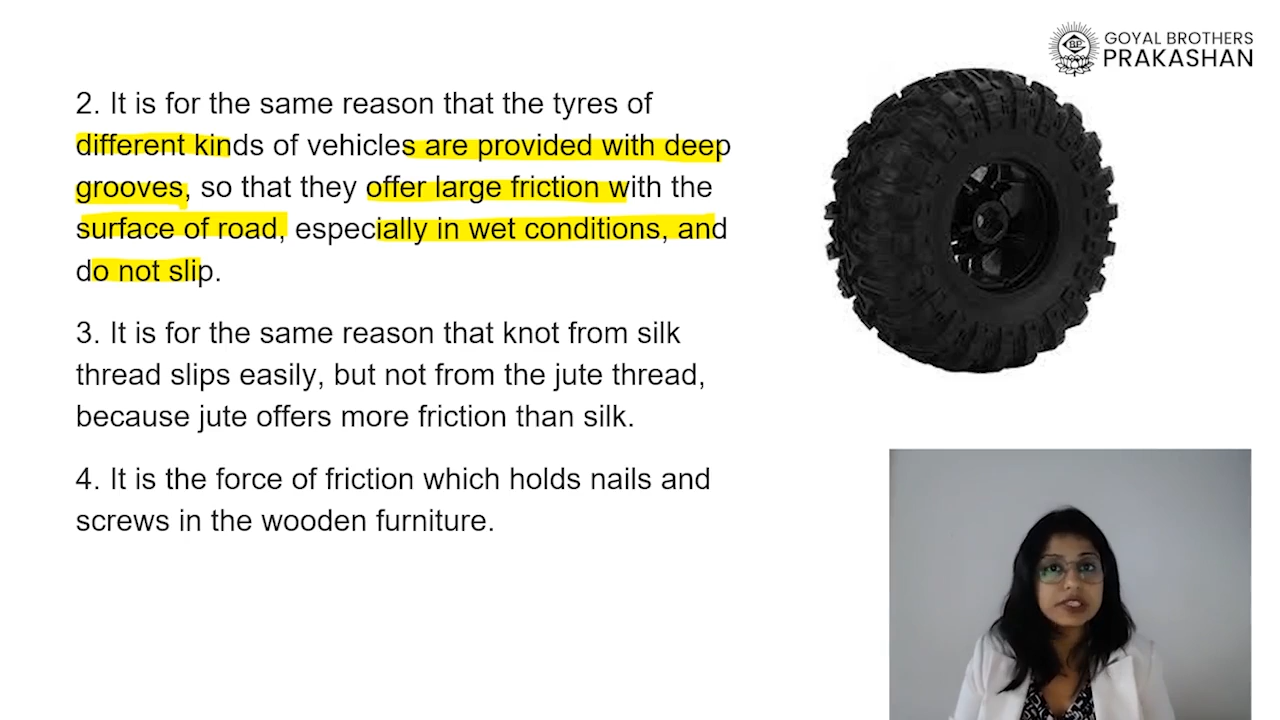 GOYAL BROTHERS
PRAKASHAN
2. It is for the same reason that the tyres of
different kinds of vehicles are provided with deep
grooves, so that they offer large friction with the
surface of road, especially in wet conditions, and
do not slip.
3. It is for the same reason that knot from silk
thread slips easily, but not from the jute thread,
because jute offers more friction than silk.
4. It is the force of friction which holds nails and
screws in the wooden furniture.